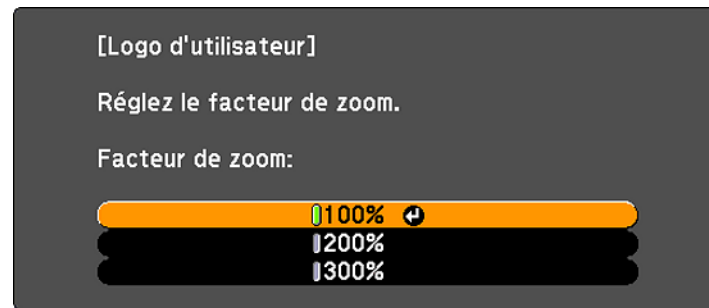 [Logo d'utilisateur]
Réglez le facteur de zoom.
Facteur de zoom:
100%
200%
300%